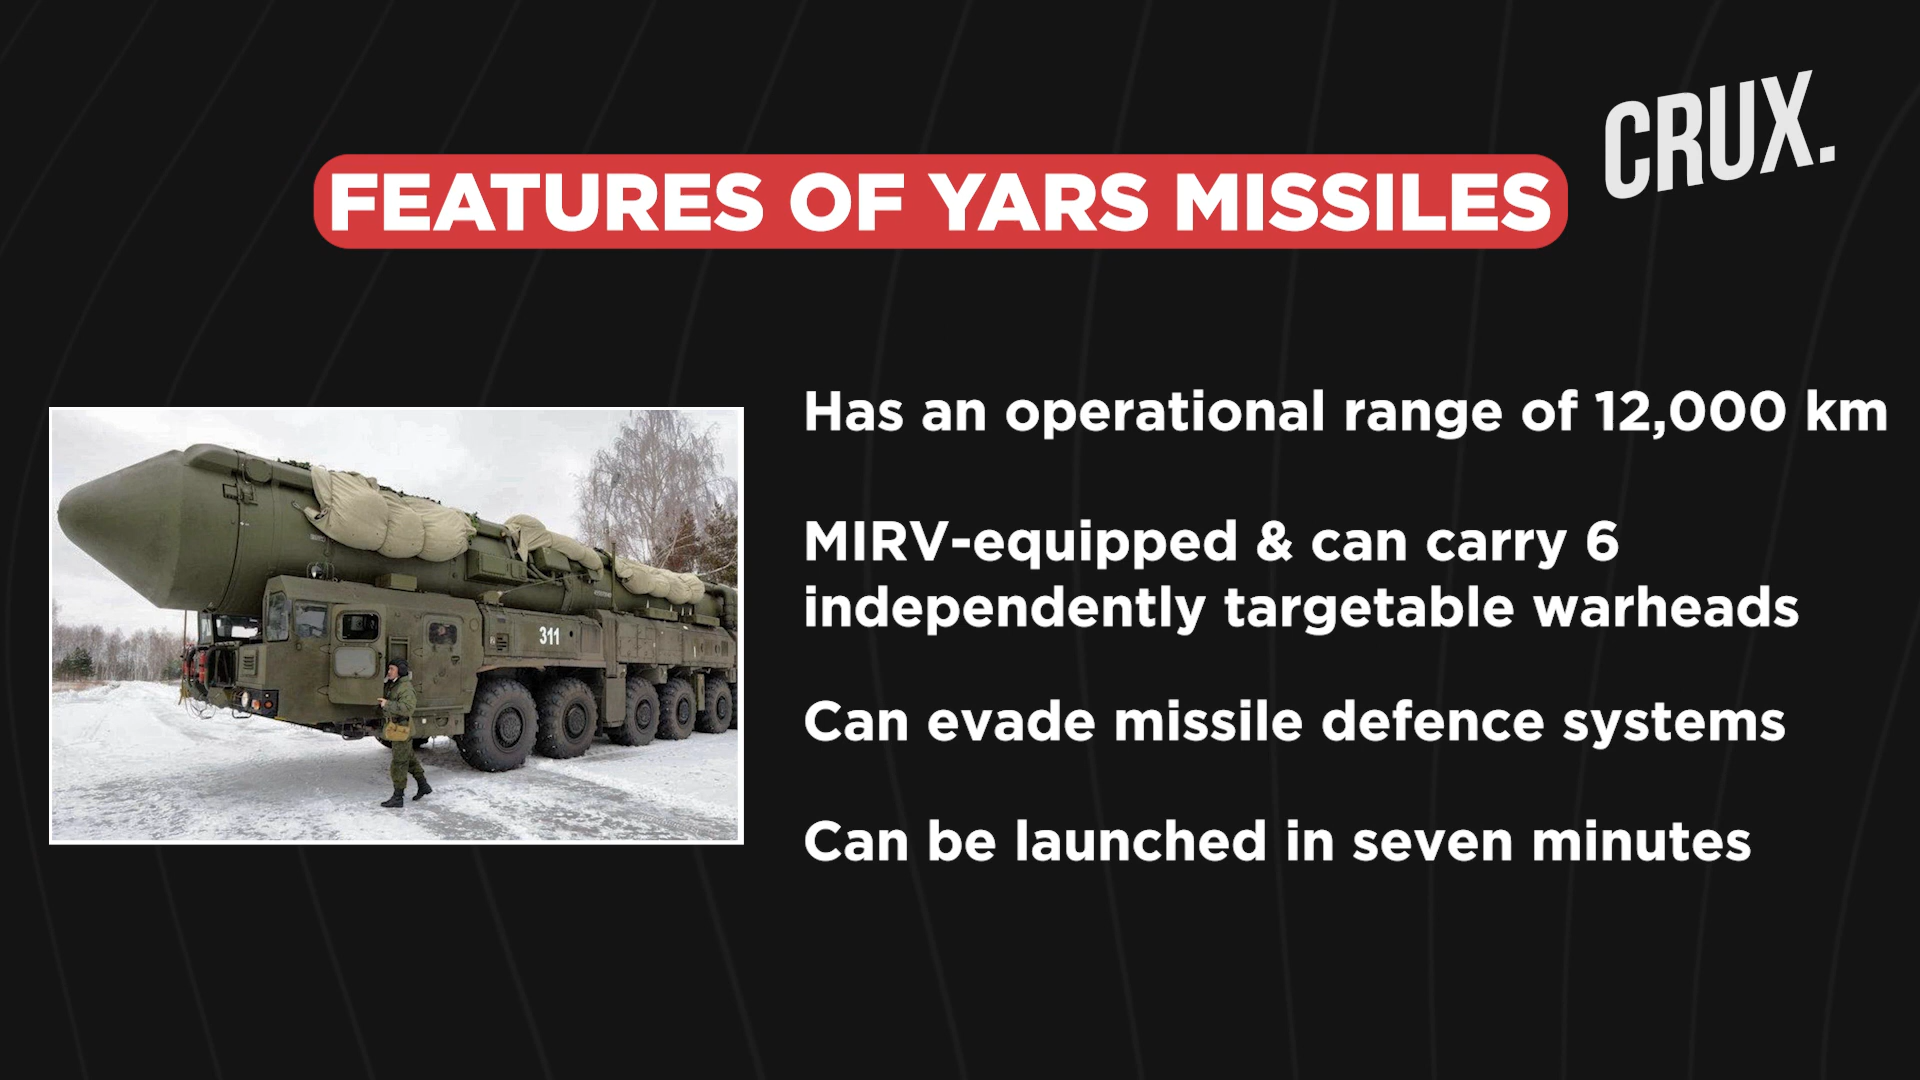 CRUX.
FEATURES OF YARS MISSILES
Has an operational range of 12,000 km
MIRV-equipped & can carry 6
independently targetable warheads
Can evade missile defence systems
Can be launched in seven minutes
311